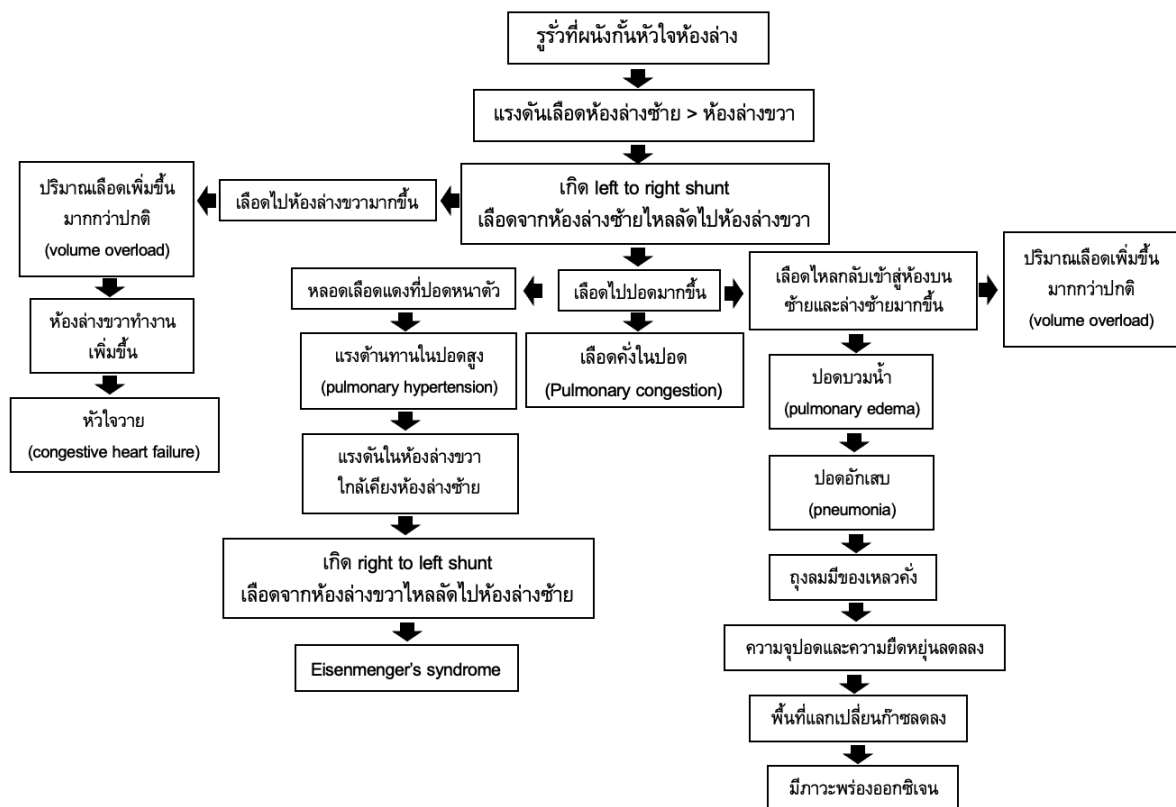 รูรั่วที่ผนังกั้นหัวใจห้องล่าง
แรงดันเลือดห้องล่างซ้าย > ห้องล่างขวา
เกิด left to right shunt
เลือดจากห้องล่างซ้ายไหลลัดไปห้องล่างขวา
เลือดไปห้องล่างขวามากขึ้น
ปริมาณเลือดเพิ่มขึ้น
มากกว่าปกติ
(volume overload)
ห้องล่างขวาทำงาน
เพิ่มขึ้น
หัวใจวาย
(congestive heart failure)
เลือดไปปอดมากขึ้น
หลอดเลือดแดงที่ปอดหนาตัว
แรงต้านทานในปอดสูง
(pulmonary hypertension)
แรงดันในห้องล่างขวา
ใกล้เคียงห้องล่างซ้าย
เกิด right to left shunt
เลือดจากห้องล่างขวาไหลลัดไปห้องล่างซ้าย
Eisenmenger's syndrome
เลือดคั่งในปอด
(Pulmonary congestion)
เลือดไหลกลับเข้าสู่ห้องบน
ซ้ายและล่างซ้ายมากขึ้น
ปริมาณเลือดเพิ่มขึ้น
มากกว่าปกติ
(volume overload)
ปอดบวมน้ำ
(pulmonary edema)
ปอดอักเสบ
(pneumonia)
ถุงลมมีของเหลวคั่ง
ความจุปอดและความยืดหยุ่นลดลลง
พื้นที่แลกเปลี่ยนก๊าซลดลง
มีภาวะพร่องออกซิเจน